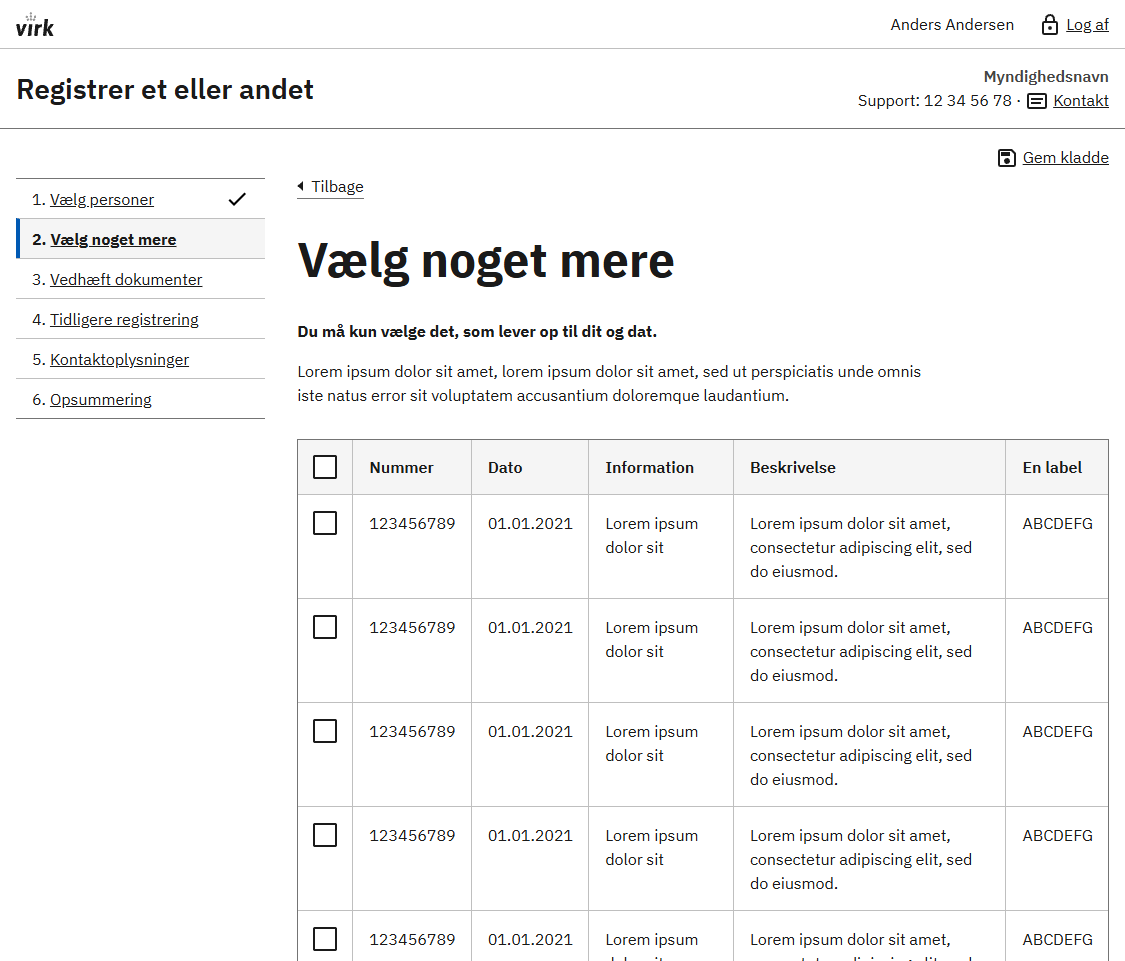 virk
Anders Andersen
Log af
Registrer et eller andet
Myndighedsnavn
Support: 12 34 56 78 · Kontakt
Gem kladde
1. Vælg personer
2. Vælg noget mere
3. Vedhæft dokumenter
4. Tidligere registrering
5. Kontaktoplysninger
6. Opsummering
Tilbage
Vælg noget mere
Du må kun vælge det, som lever op til dit og dat.
Lorem ipsum dolor sit amet, lorem ipsum dolor sit amet, sed ut perspiciatis unde omnis
iste natus error sit voluptatem accusantium doloremque laudantium.
Nummer Dato Information Beskrivelse En label
123456789 01.01.2021 Lorem ipsum Lorem ipsum dolor sit amet, ABCDEFG
dolor sit consectetur adipiscing elit, sed
do eiusmod.
123456789 01.01.2021 Lorem ipsum Lorem ipsum dolor sit amet, ABCDEFG
dolor sit consectetur adipiscing elit, sed
do eiusmod.
123456789 01.01.2021 Lorem ipsum Lorem ipsum dolor sit amet, ABCDEFG
dolor sit consectetur adipiscing elit, sed
do eiusmod.
123456789 01.01.2021 Lorem ipsum Lorem ipsum dolor sit amet, ABCDEFG
dolor sit consectetur adipiscing elit, sed
do eiusmod.
123456789 01.01.2021 Lorem ipsum Lorem ipsum dolor sit amet, ABCDEFG